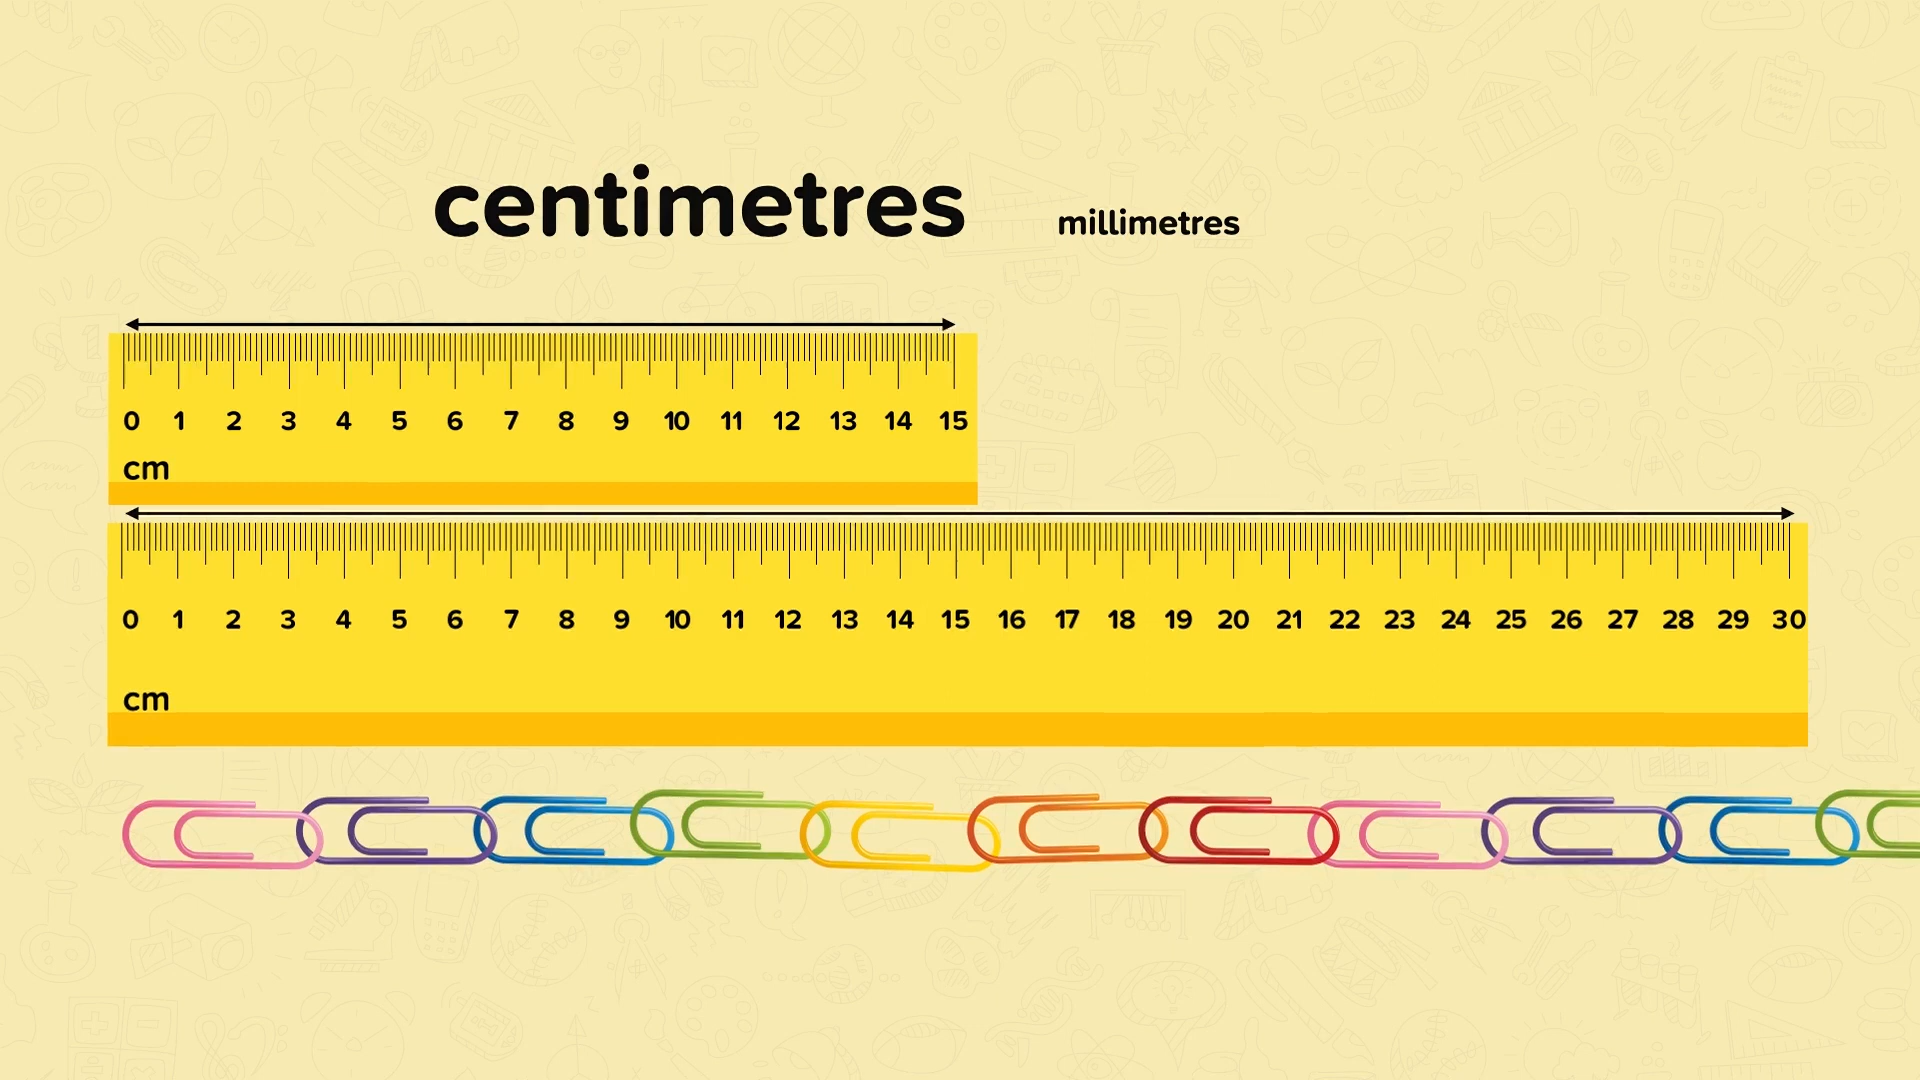 centimetres
millimetres
0 1 2 3 4 5 6 7 8 9 10 11 12 13 14 15
cm
0 1 2 3 4 5 6 7 8 9 10 11 12 13 14 15 16 17 18 19 20 21 22 23 24 25 26 27 28 29 30
cm